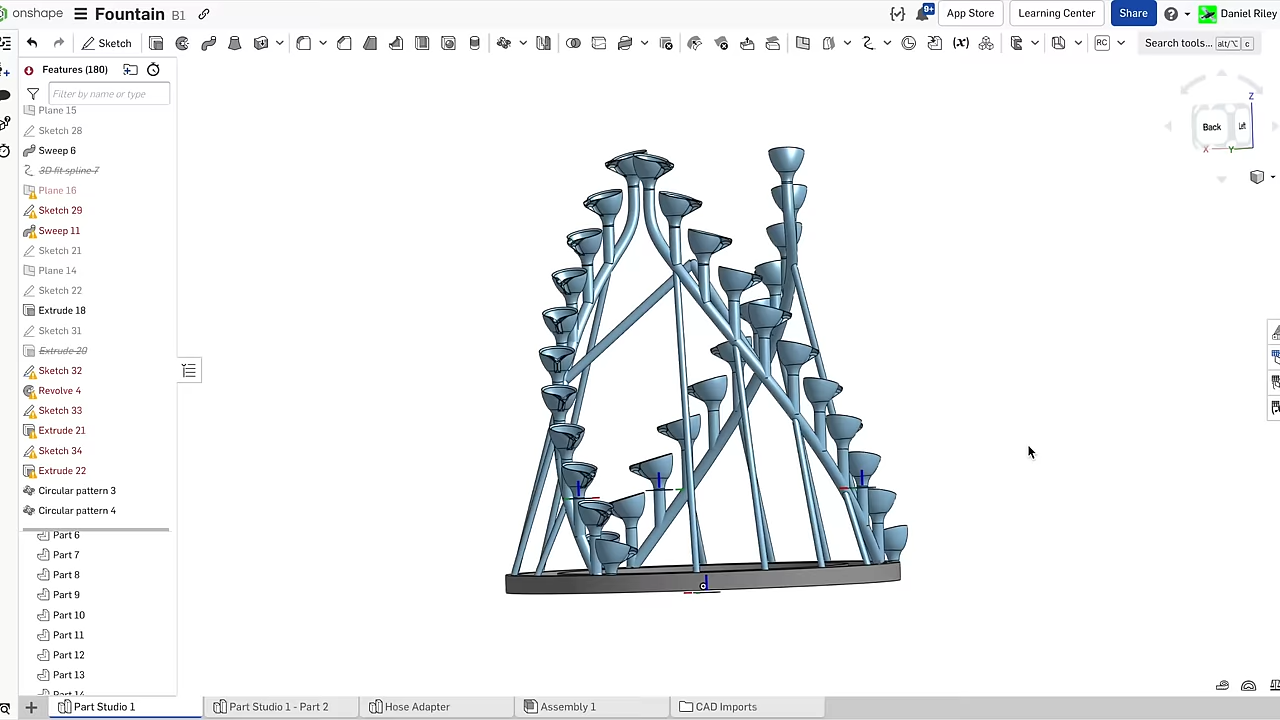 onshape
Fountain B1
9+
App Store
Learning Center
Share
Daniel Riley
Sketch
RC
Search tools... alt/⌥ c
Features (180)
Filter by name or type
Plane 15
Sketch 28
Sweep 6
3D fit spline 7
Plane 16
Sketch 29
Sweep 11
Sketch 21
Plane 14
Sketch 22
Extrude 18
Sketch 31
Extrude 20
Sketch 32
Revolve 4
Sketch 33
Extrude 21
Sketch 34
Extrude 22
Circular pattern 3
Circular pattern 4
Part 6
Part 7
Part 8
Part 9
Part 10
Part 11
Part 12
Part 13
Part 14
Z
Back
X
Y
Part Studio 1
Part Studio 1 - Part 2
Hose Adapter
Assembly 1
CAD Imports